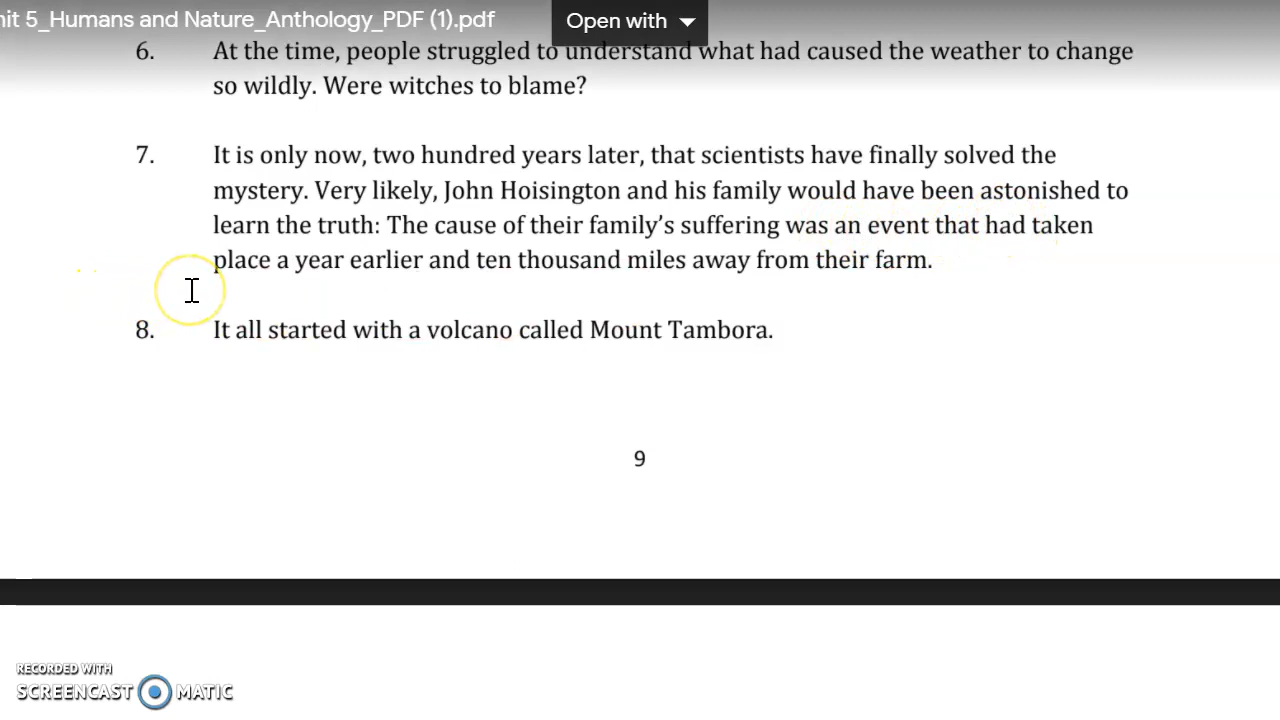 nit 5_Humans and Nature_Anthology_PDF (1).pdf
Open with
6. At the time, people struggled to understand what had caused the weather to change
so wildly. Were witches to blame?
7. It is only now, two hundred years later, that scientists have finally solved the
mystery. Very likely, John Hoisington and his family would have been astonished to
learn the truth: The cause of their family’s suffering was an event that had taken
place a year earlier and ten thousand miles away from their farm.
8. It all started with a volcano called Mount Tambora.
9
RECORDED WITH
SCREENCAST MATIC